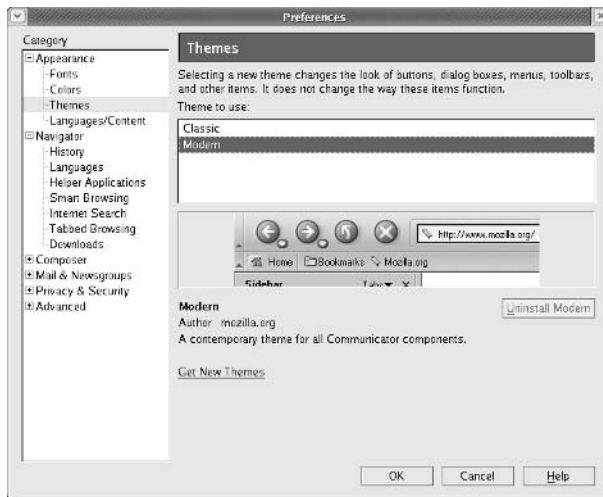 Preferences
Category
Appearance
Fonts
Colors
Themes
Languages/Content
Navigator
History
Languages
Helper Applications
Smart Browsing
Internet Search
Tabbed Browsing
Downloads
Composer
Mail & Newsgroups
Privacy & Security
Advanced
Themes
Selecting a new theme changes the look of buttons, dialog boxes, menus, toolbars,
and other items. It does not change the way these items function.
Theme to use:
Classic
Modern
http://www.mozilla.org/
Home Bookmarks Mozilla.org
Sidebar Tabs X
Modern
Uninstall Modern
Author mozilla.org
A contemporary theme for all Communicator components.
Get New Themes
OK Cancel Help